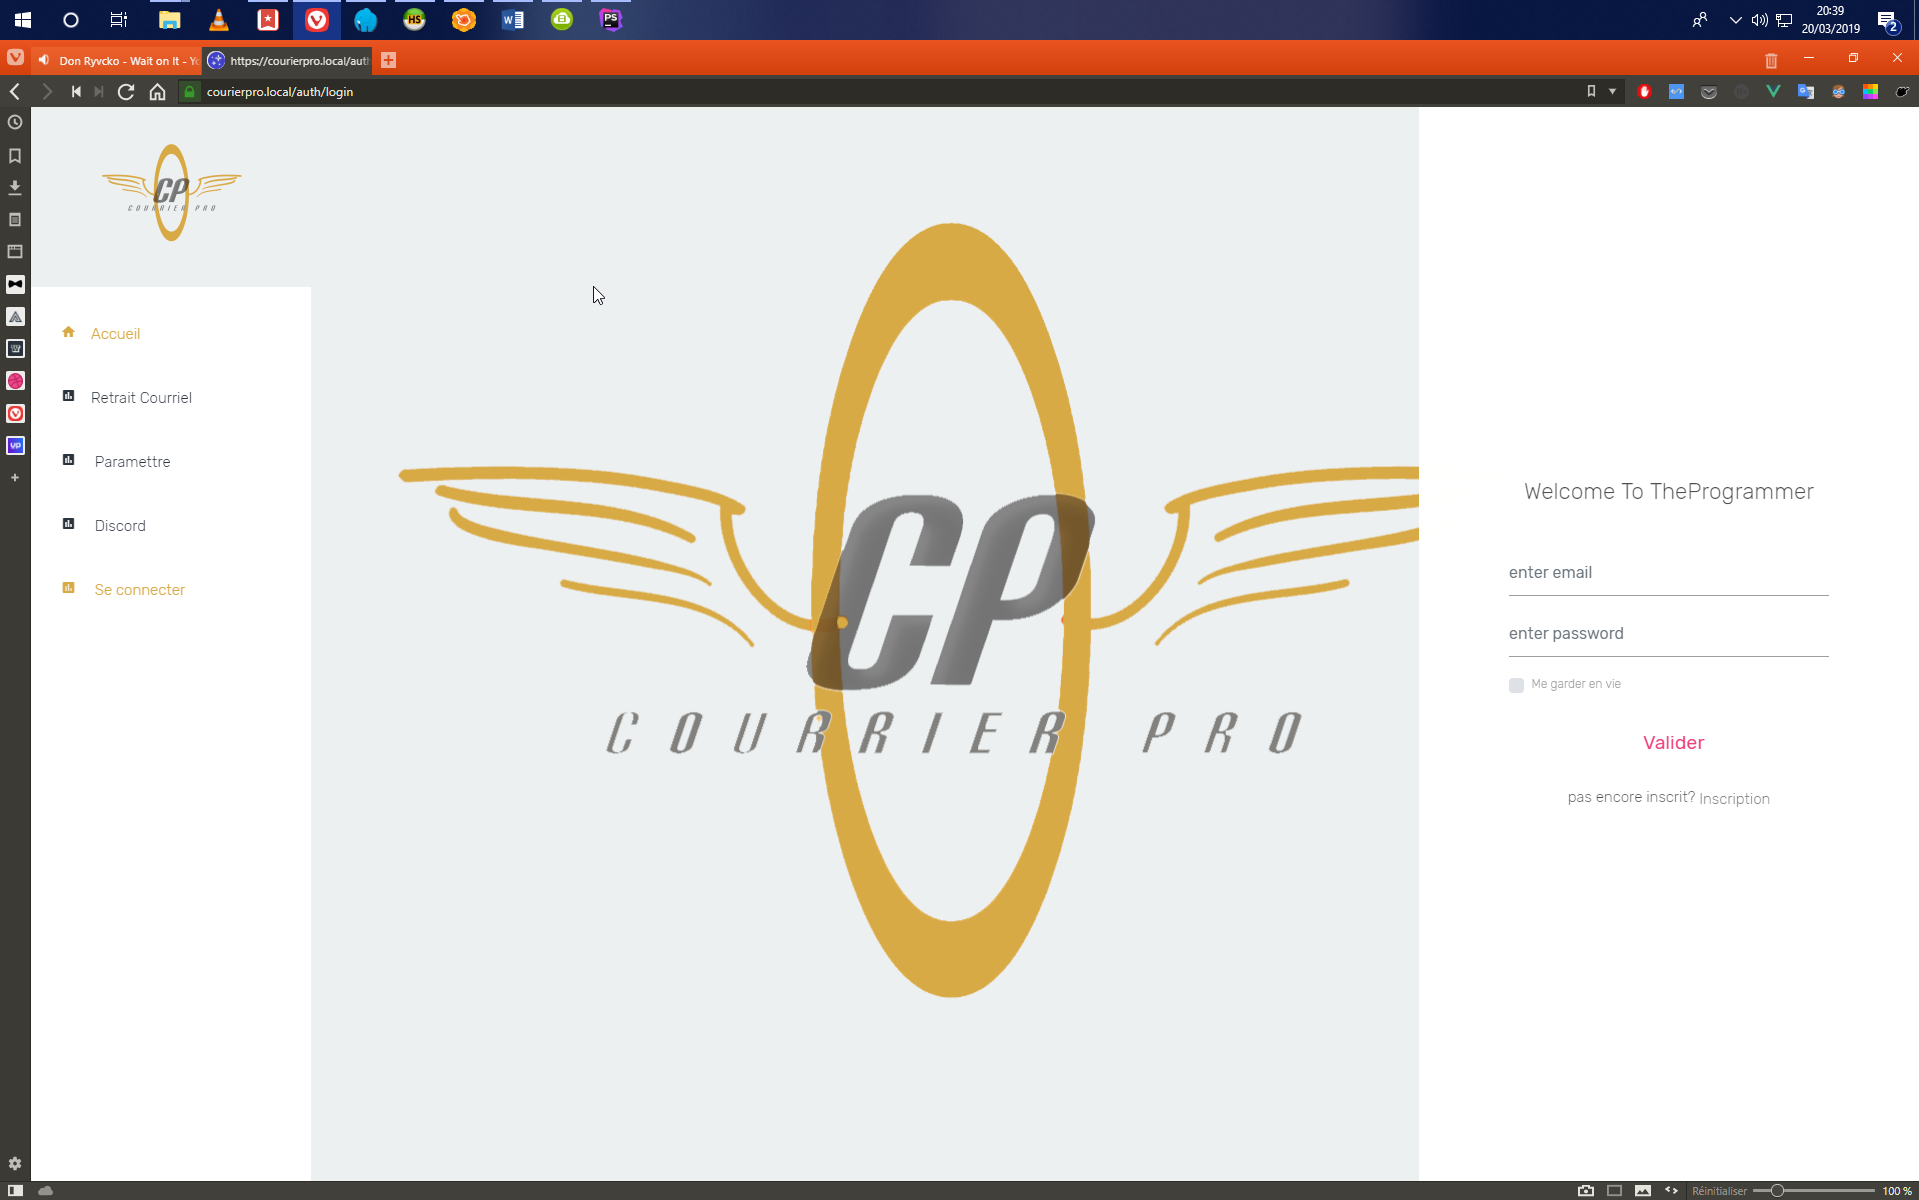 20:39
20/03/2019
2
Don Ryvcko - Wait on It - Yo
https://courierpro.local/aut
courierpro.local/auth/login
CP
COURRIER PRO
Accueil
Retrait Courriel
Paramettre
Discord
Se connecter
CP
COURRIER PRO
Welcome To TheProgrammer
enter email
enter password
Me garder en vie
Valider
pas encore inscrit? Inscription
Réinitialiser
100 %